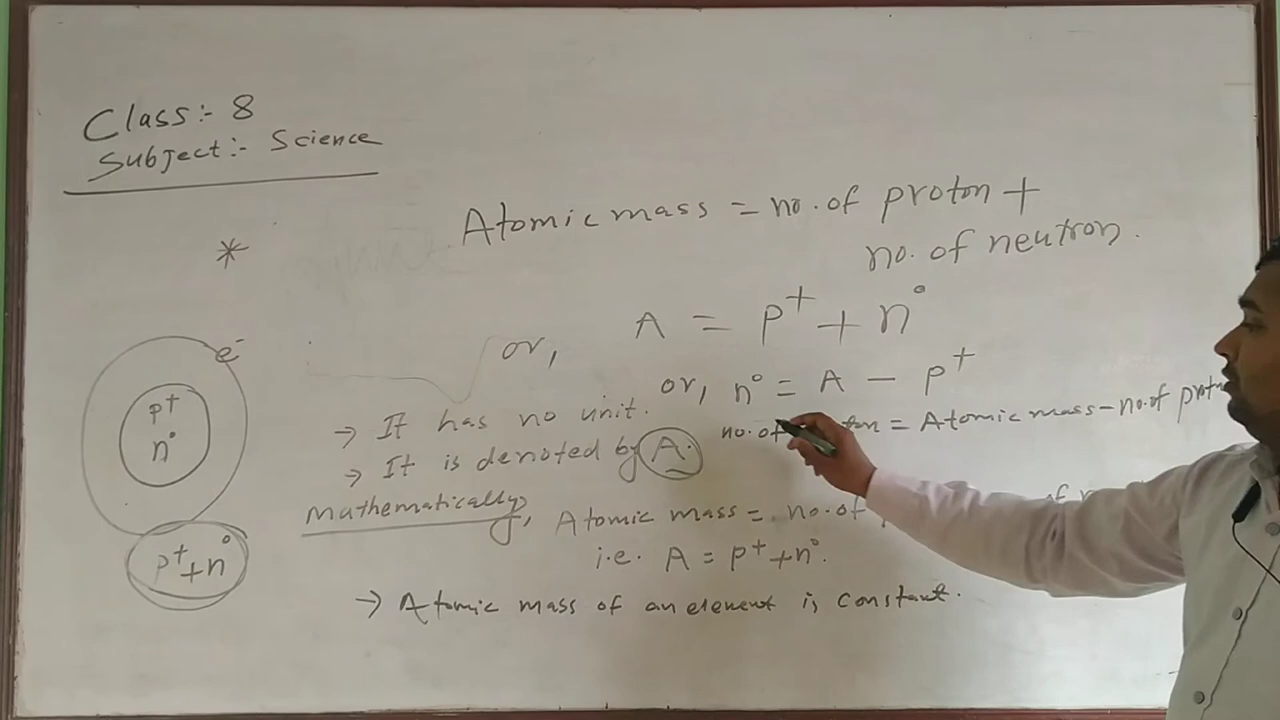 Class:- 8
Subject:- Science
*
Atomic mass = no. of proton +
no. of neutron.
or, A = p⁺ + n°
or, n° = A – p⁺
no. of = Atomic mass – no. of
e⁻
p⁺
n°
p⁺+n°
→ It has no unit.
→ It is denoted by A.
Mathematically, Atomic mass = no. of
i.e. A = p⁺ + n°.
→ Atomic mass of an element is constant.